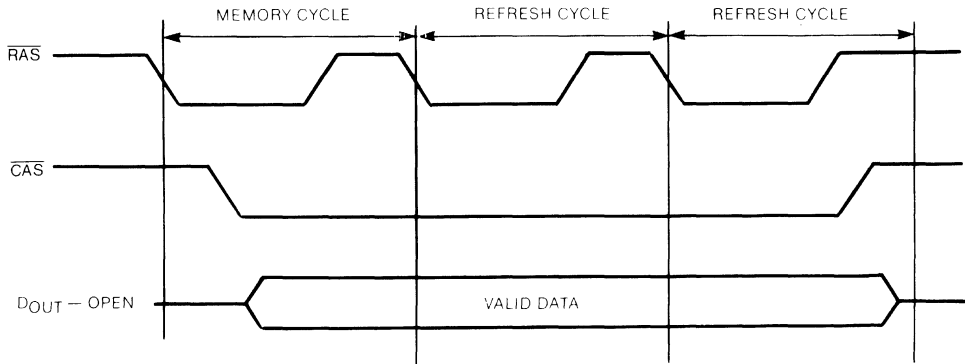 MEMORY CYCLE
REFRESH CYCLE
REFRESH CYCLE
RAS
CAS
DOUT — OPEN
VALID DATA